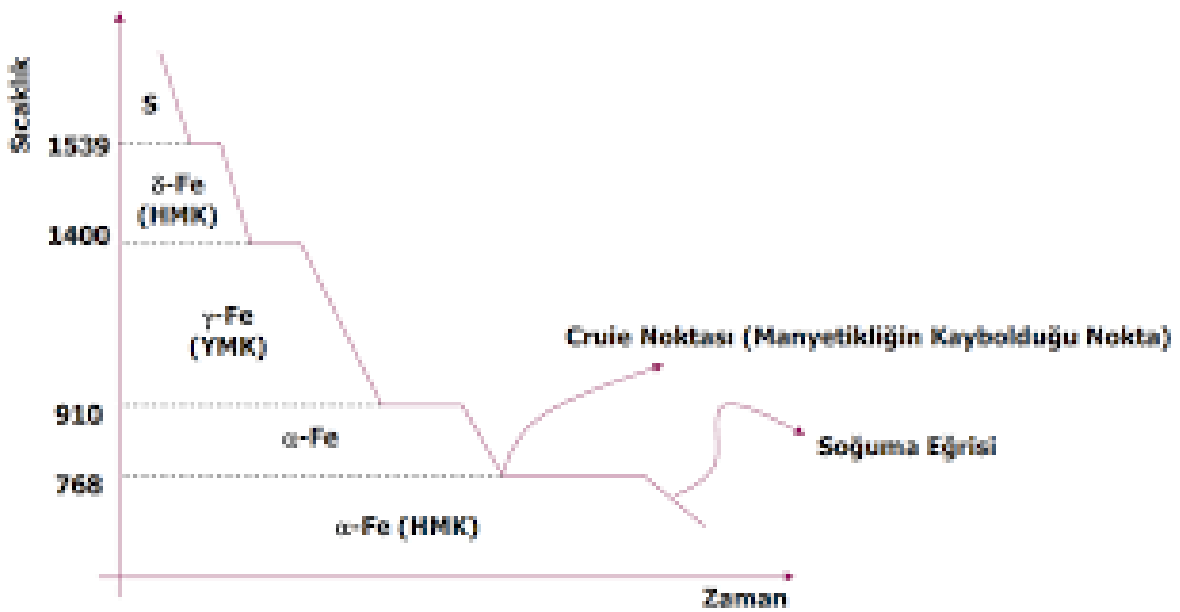 Sıcaklık
S
1539
δ-Fe
(HMK)
1400
γ-Fe
(YMK)
Cruie Noktası (Manyetikliğin Kaybolduğu Nokta)
910
α-Fe
Soğuma Eğrisi
768
α-Fe (HMK)
Zaman